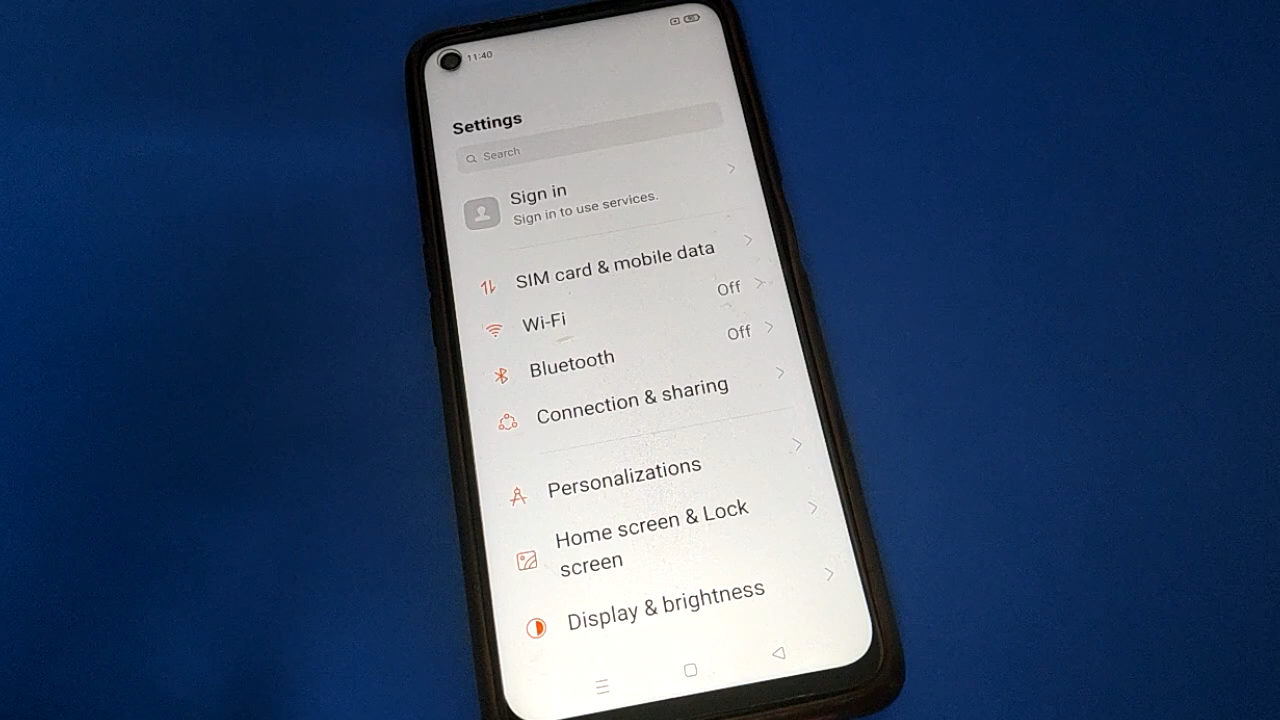 11:40
Settings
Search
Sign in
Sign in to use services.
SIM card & mobile data
Wi-Fi Off
Bluetooth Off
Connection & sharing
Personalizations
Home screen & Lock
screen
Display & brightness